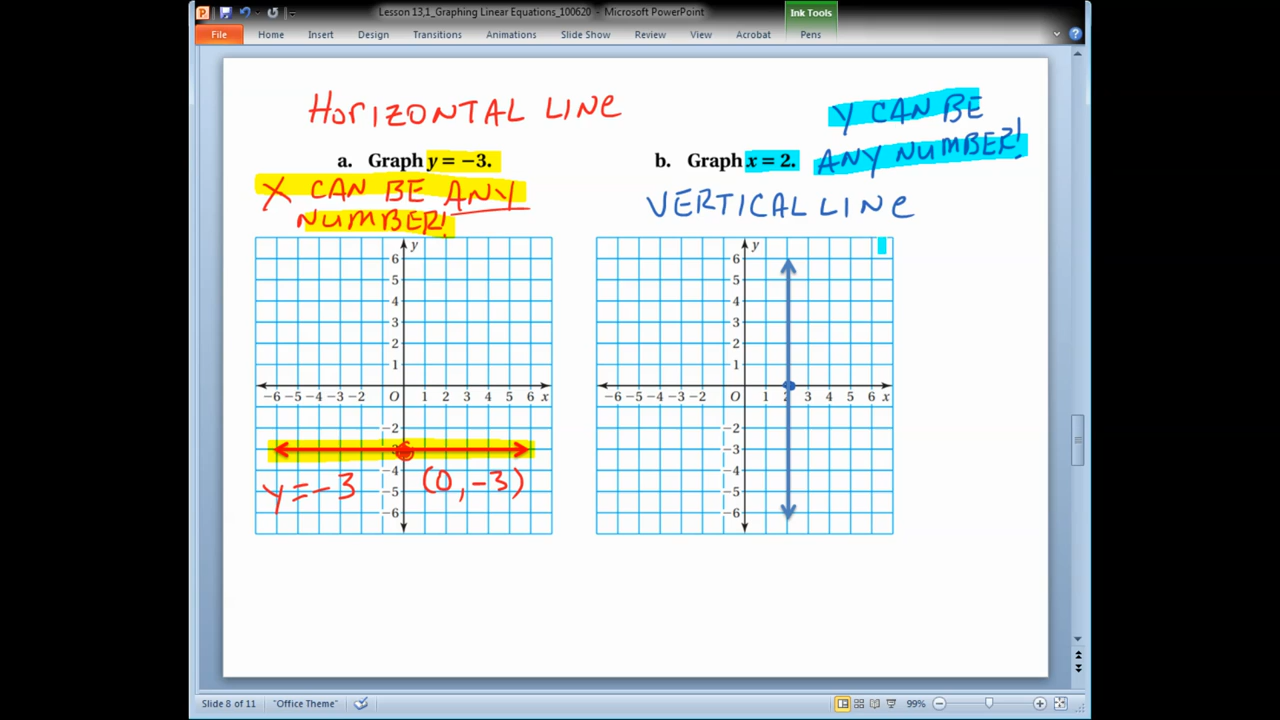 Lesson 13,1_Graphing Linear Equations_100620 - Microsoft PowerPoint
Ink Tools
File Home Insert Design Transitions Animations Slide Show Review View Acrobat Pens
HORIZONTAL LINE
Y CAN BE
ANY NUMBER!
a. Graph y = −3.
b. Graph x = 2.
X CAN BE ANY
NUMBER!
VERTICAL LINE
y
6
5
4
3
2
1
−6 −5 −4 −3 −2 O 1 2 3 4 5 6 x
−2
−4
−5
−6
y = −3
(0, −3)
y
6
5
4
3
2
1
−6 −5 −4 −3 −2 O 1 2 3 4 5 6 x
−2
−3
−4
−5
−6
Slide 8 of 11 "Office Theme" 99%